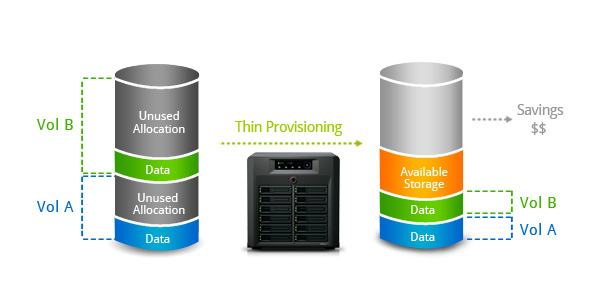 Vol B
Unused
Allocation
Data
Vol A
Unused
Allocation
Data
Thin Provisioning
Savings
$$
Available
Storage
Data
Vol B
Data
Vol A